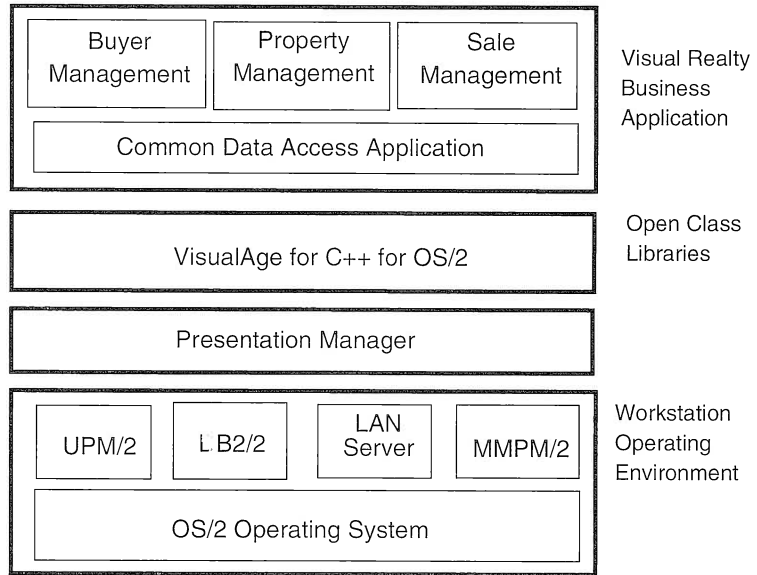 Buyer
Management
Property
Management
Sale
Management
Common Data Access Application
Visual Realty
Business
Application
VisualAge for C++ for OS/2
Open Class
Libraries
Presentation Manager
UPM/2
LAN
Server
MMPM/2
OS/2 Operating System
Workstation
Operating
Environment